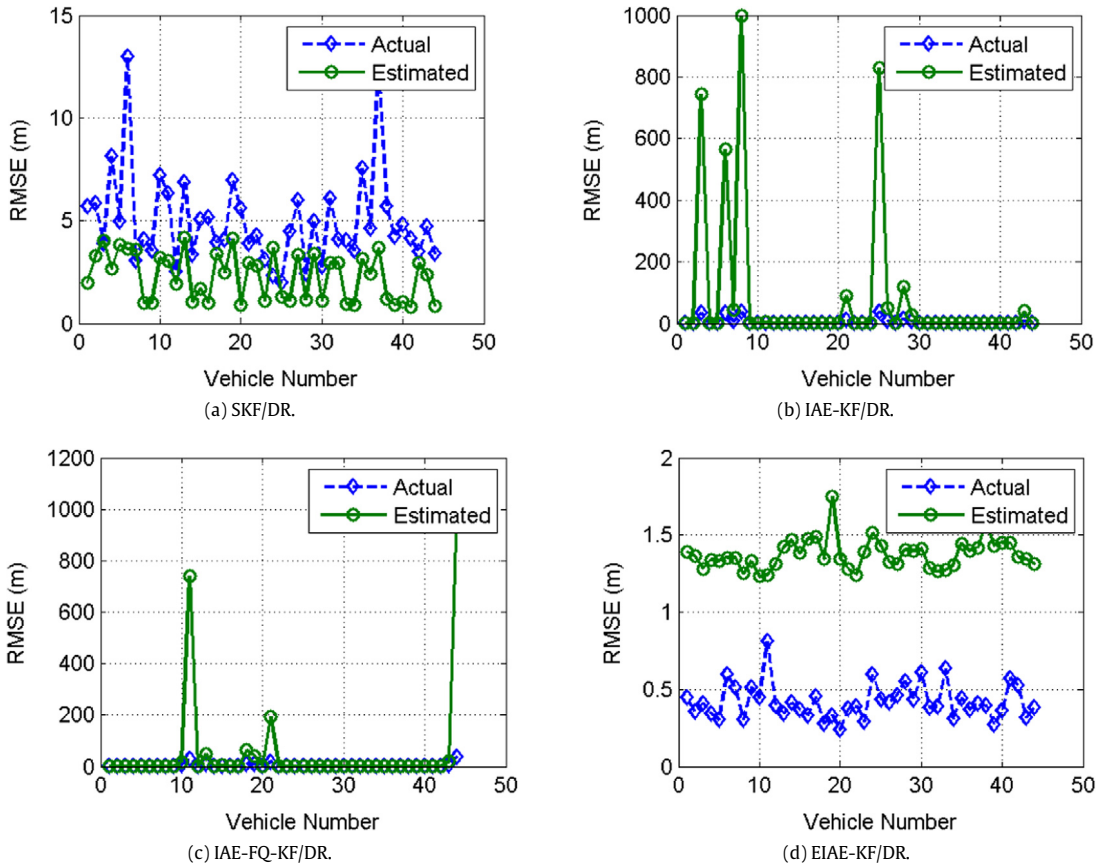 15
10
5
0
0
10
20
30
40
50
RMSE (m)
Vehicle Number
Actual
Estimated
(a) SKF/DR.
1000
800
600
400
200
0
0
10
20
30
40
50
RMSE (m)
Vehicle Number
Actual
Estimated
(b) IAE-KF/DR.
1200
1000
800
600
400
200
0
0
10
20
30
40
50
RMSE (m)
Vehicle Number
Actual
Estimated
(c) IAE-FQ-KF/DR.
2
1.5
1
0.5
0
0
10
20
30
40
50
RMSE (m)
Vehicle Number
Actual
Estimated
(d) EIAE-KF/DR.